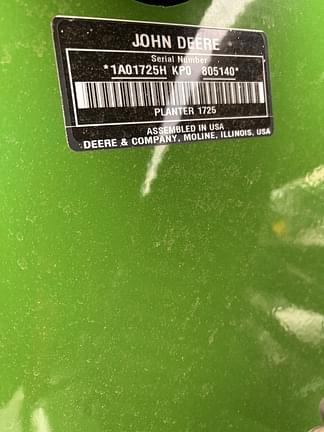 JOHN DEERE
Serial Number
*1A01725H KP0 805140*
PLANTER 1725
ASSEMBLED IN USA
DEERE & COMPANY, MOLINE, ILLINOIS, USA